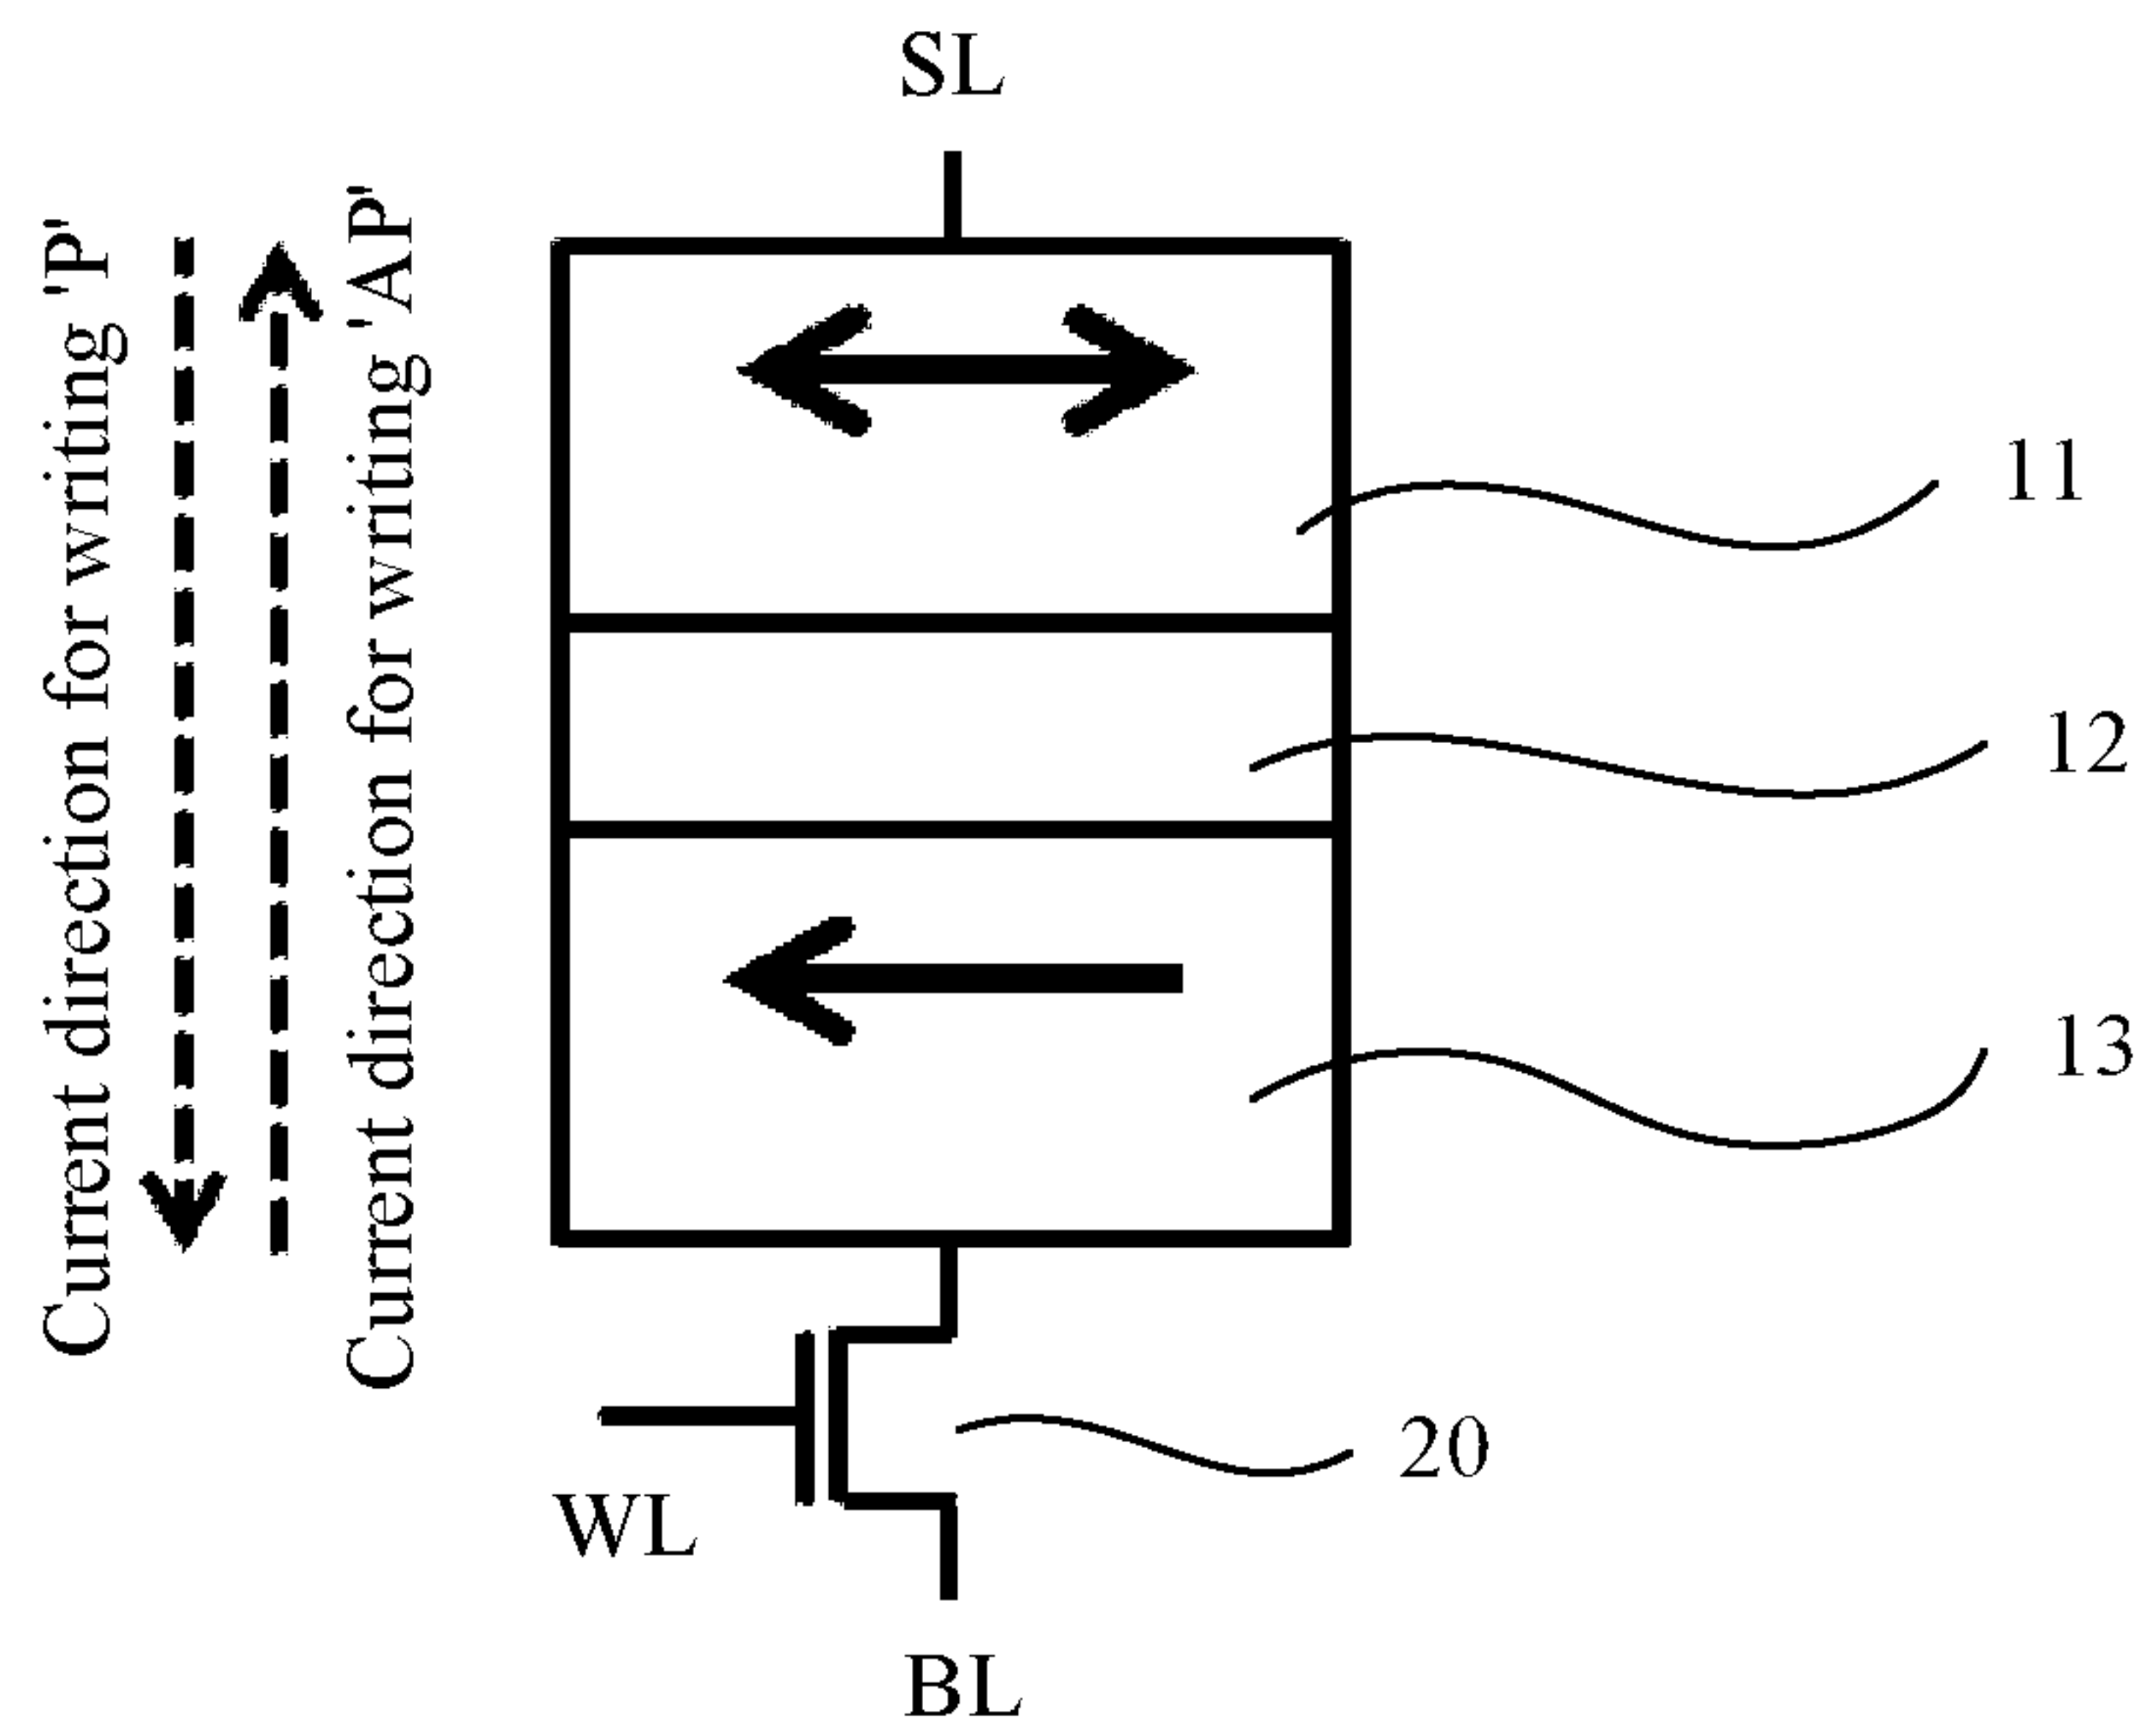 SL
Current direction for writing 'P'
Current direction for writing 'AP'
11
12
13
20
WL
BL